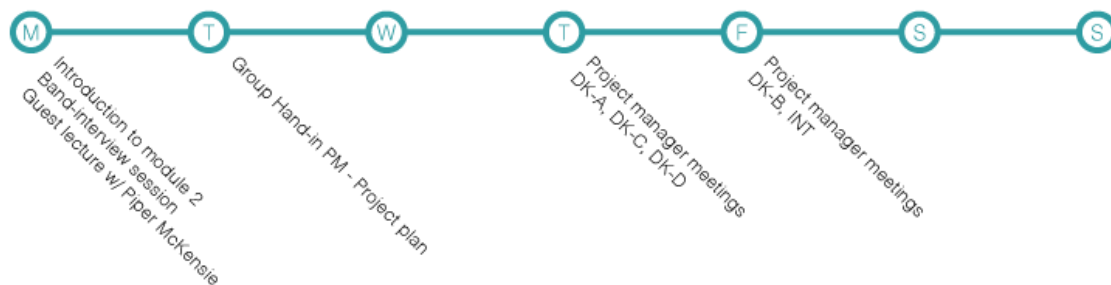 M
T
W
T
F
S
S
Introduction to module 2
Band-interview session
Guest lecture w/ Piper McKensie
Group Hand-in PM - Project plan
Project manager meetings
DK-A, DK-C, DK-D
Project manager meetings
DK-B, INT